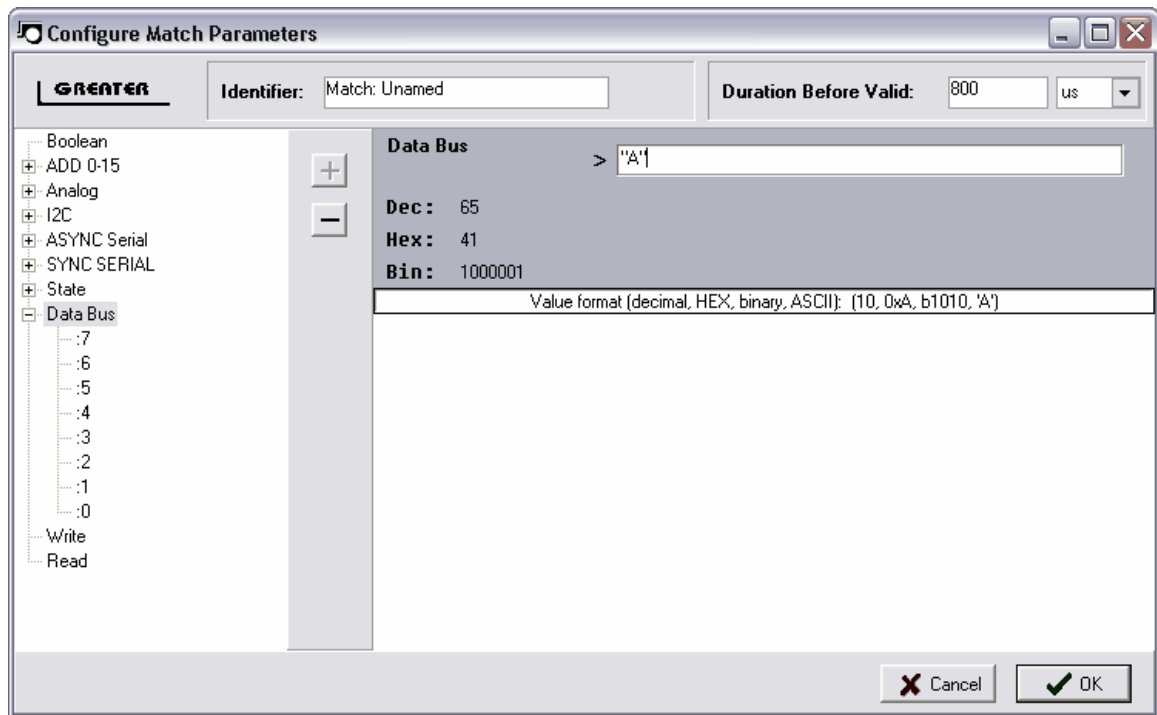 Configure Match Parameters
GREATER
Identifier: Match: Unnamed
Duration Before Valid: 800 us
Boolean
ADD 0-15
Analog
I2C
ASYNC Serial
SYNC SERIAL
State
Data Bus
:7
:6
:5
:4
:3
:2
:1
:0
Write
Read
+
−
Data Bus
> "A"
Dec: 65
Hex: 41
Bin: 1000001
Value format (decimal, HEX, binary, ASCII): (10, 0xA, b1010, 'A')
Cancel
OK